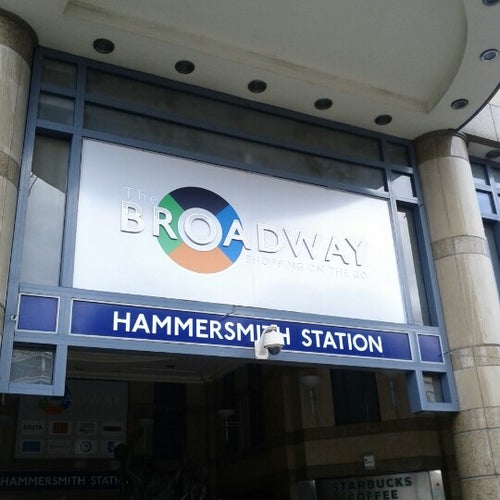 The
BROADWAY
SHOPPING ON THE GO
HAMMERSMITH STATION
COSTA
HAMMERSMITH STATI
STARBUCKS
COFFEE